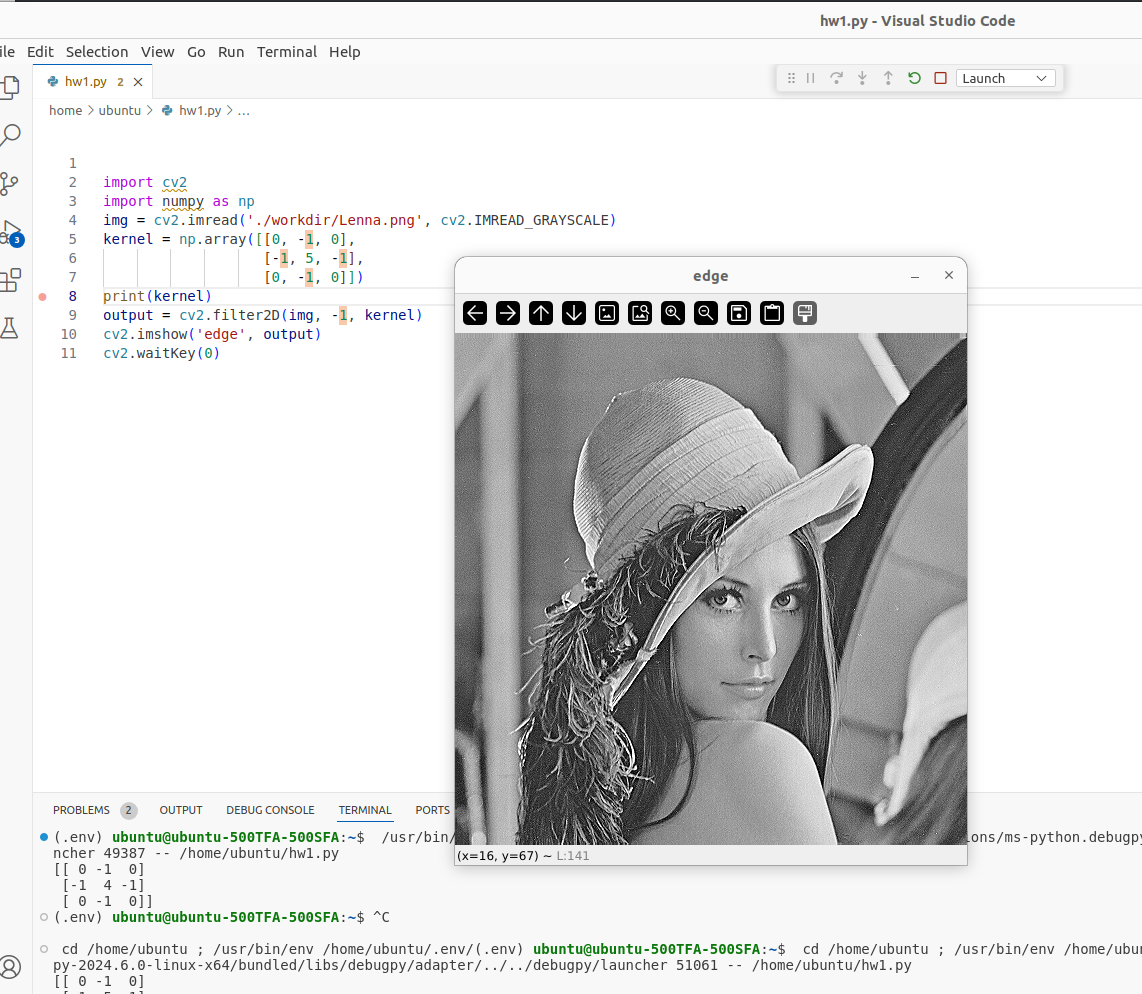 hw1.py - Visual Studio Code
ile Edit Selection View Go Run Terminal Help
hw1.py 2
Launch
home > ubuntu > hw1.py > ...
1
2 import cv2
3 import numpy as np
4 img = cv2.imread('./workdir/Lenna.png', cv2.IMREAD_GRAYSCALE)
5 kernel = np.array([[0, -1, 0],
6 [-1, 5, -1],
7 [0, -1, 0]])
8 print(kernel)
9 output = cv2.filter2D(img, -1, kernel)
10 cv2.imshow('edge', output)
11 cv2.waitKey(0)
3
edge
(x=16, y=67) ~ L:141
PROBLEMS 2 OUTPUT DEBUG CONSOLE TERMINAL PORTS
(.env) ubuntu@ubuntu-500TFA-500SFA:~$ /usr/bin/ ions/ms-python.debugpy
ncher 49387 -- /home/ubuntu/hw1.py
[[ 0 -1 0]
[-1 4 -1]
[ 0 -1 0]]
(.env) ubuntu@ubuntu-500TFA-500SFA:~$ ^C
cd /home/ubuntu ; /usr/bin/env /home/ubuntu/.env/(.env) ubuntu@ubuntu-500TFA-500SFA:~$ cd /home/ubuntu ; /usr/bin/env /home/ubun
py-2024.6.0-linux-x64/bundled/libs/debugpy/adapter/../../debugpy/launcher 51061 -- /home/ubuntu/hw1.py
[[ 0 -1 0]